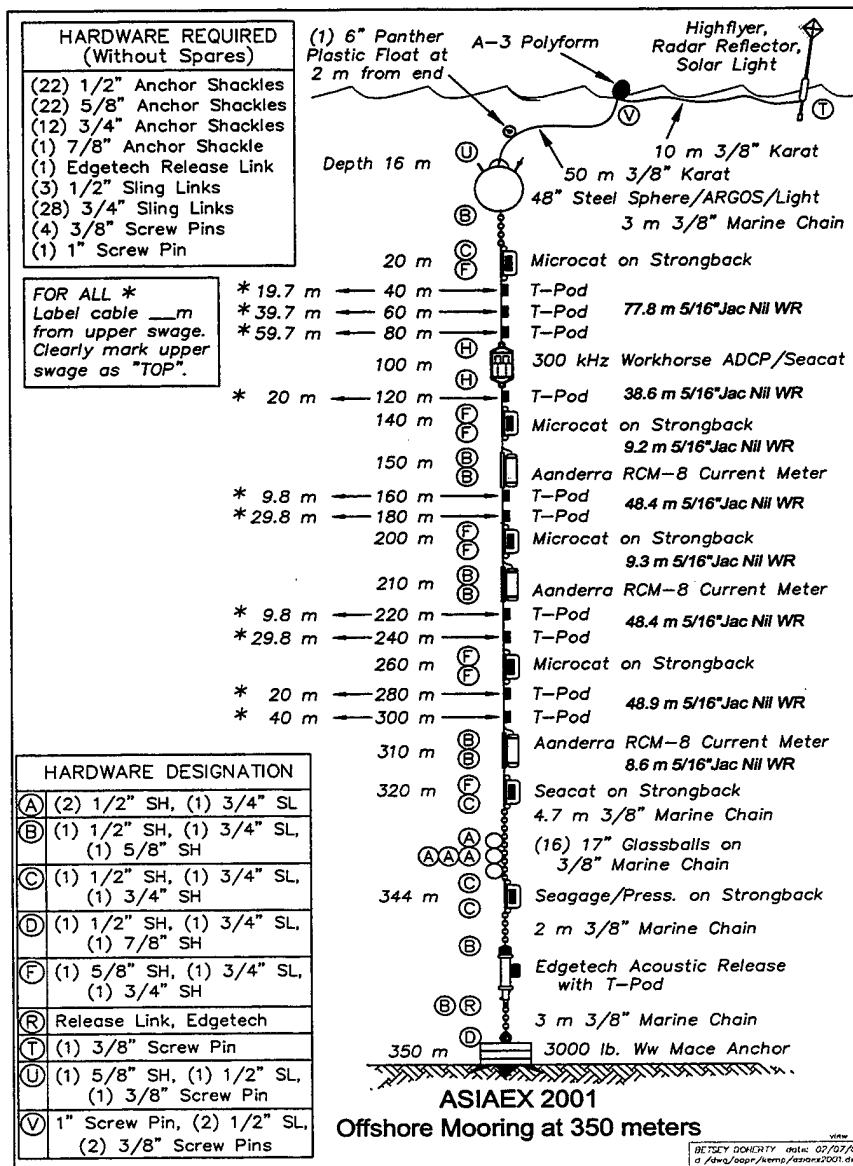 HARDWARE REQUIRED
(Without Spares)
(22) 1/2" Anchor Shackles
(22) 5/8" Anchor Shackles
(12) 3/4" Anchor Shackles
(1) 7/8" Anchor Shackle
(1) Edgetech Release Link
(3) 1/2" Sling Links
(28) 3/4" Sling Links
(4) 3/8" Screw Pins
(1) 1" Screw Pin
FOR ALL *
Label cable __m
from upper swage.
Clearly mark upper
swage as "TOP".
(1) 6" Panther
Plastic Float at
2 m from end
A-3 Polyform
Highflyer,
Radar Reflector,
Solar Light
V
T
10 m 3/8" Karat
50 m 3/8" Karat
Depth 16 m U
48" Steel Sphere/ARGOS/Light
B 3 m 3/8" Marine Chain
20 m C F Microcat on Strongback
* 19.7 m 40 m T-Pod
* 39.7 m 60 m T-Pod 77.8 m 5/16"Jac Nil WR
* 59.7 m 80 m T-Pod
H
100 m 300 kHz Workhorse ADCP/Seacat
H
* 20 m 120 m T-Pod 38.6 m 5/16"Jac Nil WR
140 m F F Microcat on Strongback
9.2 m 5/16"Jac Nil WR
150 m B B Aanderra RCM-8 Current Meter
* 9.8 m 160 m T-Pod 48.4 m 5/16"Jac Nil WR
* 29.8 m 180 m T-Pod
200 m F F Microcat on Strongback
9.3 m 5/16"Jac Nil WR
210 m B B Aanderra RCM-8 Current Meter
* 9.8 m 220 m T-Pod 48.4 m 5/16"Jac Nil WR
* 29.8 m 240 m T-Pod
260 m F F Microcat on Strongback
* 20 m 280 m T-Pod 48.9 m 5/16"Jac Nil WR
* 40 m 300 m T-Pod
310 m B B Aanderra RCM-8 Current Meter
8.6 m 5/16"Jac Nil WR
320 m F C Seacat on Strongback
4.7 m 3/8" Marine Chain
A
A A A (16) 17" Glassballs on
3/8" Marine Chain
344 m C C Seagage/Press. on Strongback
2 m 3/8" Marine Chain
B
Edgetech Acoustic Release
with T-Pod
B R
3 m 3/8" Marine Chain
D
350 m 3000 lb. Ww Mace Anchor
HARDWARE DESIGNATION
A (2) 1/2" SH, (1) 3/4" SL
B (1) 1/2" SH, (1) 3/4" SL,
(1) 5/8" SH
C (1) 1/2" SH, (1) 3/4" SL,
(1) 3/4" SH
D (1) 1/2" SH, (1) 3/4" SL,
(1) 7/8" SH
F (1) 5/8" SH, (1) 3/4" SL,
(1) 3/4" SH
R Release Link, Edgetech
T (1) 3/8" Screw Pin
U (1) 5/8" SH, (1) 1/2" SL,
(1) 3/8" Screw Pin
V 1" Screw Pin, (2) 1/2" SL,
(2) 3/8" Screw Pins
ASIAEX 2001
Offshore Mooring at 350 meters
BETSEY DOHERTY date: